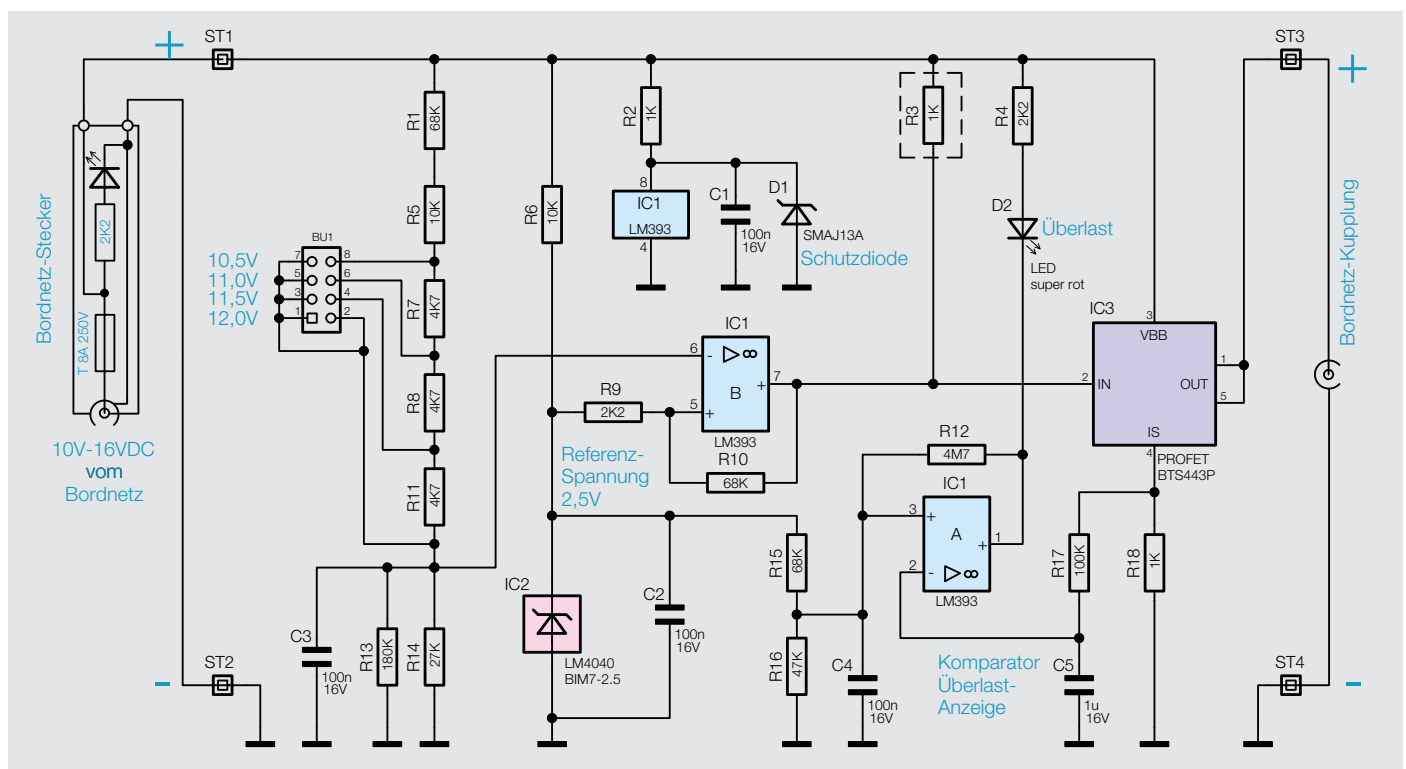 ST1
+
Bordnetz-Stecker
2K2
T 8A 250V
10V-16VDC
vom
Bordnetz
ST2
-
R1
68K
R5
10K
BU1
10,5V
11,0V
11,5V
12,0V
7
5
3
1
8
6
4
2
R7
4K7
R8
4K7
R11
4K7
C3
100n
16V
R13
180K
R14
27K
R6
10K
R9
2K2
Referenz-
Spannung
2,5V
IC2
LM4040
BIM7-2.5
C2
100n
16V
R2
1K
8
IC1
LM393
4
C1
100n
16V
D1
SMAJ13A
Schutzdiode
IC1
6
-
▷∞
7
+
B
5
+
LM393
R10
68K
R3
1K
R4
2K2
D2
Überlast
LED
super rot
R12
4M7
IC1
3
+
A
+
1
2
-
▷∞
LM393
R15
68K
R16
47K
C4
100n
16V
Komparator
Überlast-
Anzeige
R17
100K
C5
1u
16V
R18
1K
IC3
3
VBB
2
IN
OUT
1
5
IS
4
PROFET
BTS443P
ST3
+
Bordnetz-Kupplung
ST4
-